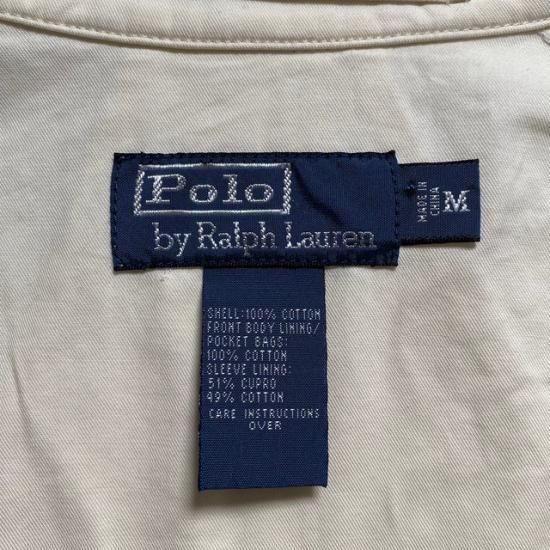 Polo
by Ralph Lauren
MADE IN
CHINA
M
SHELL:100% COTTON
FRONT BODY LINING/
POCKET BAGS:
100% COTTON
SLEEVE LINING:
51% CUPRO
49% COTTON
CARE INSTRUCTIONS
OVER